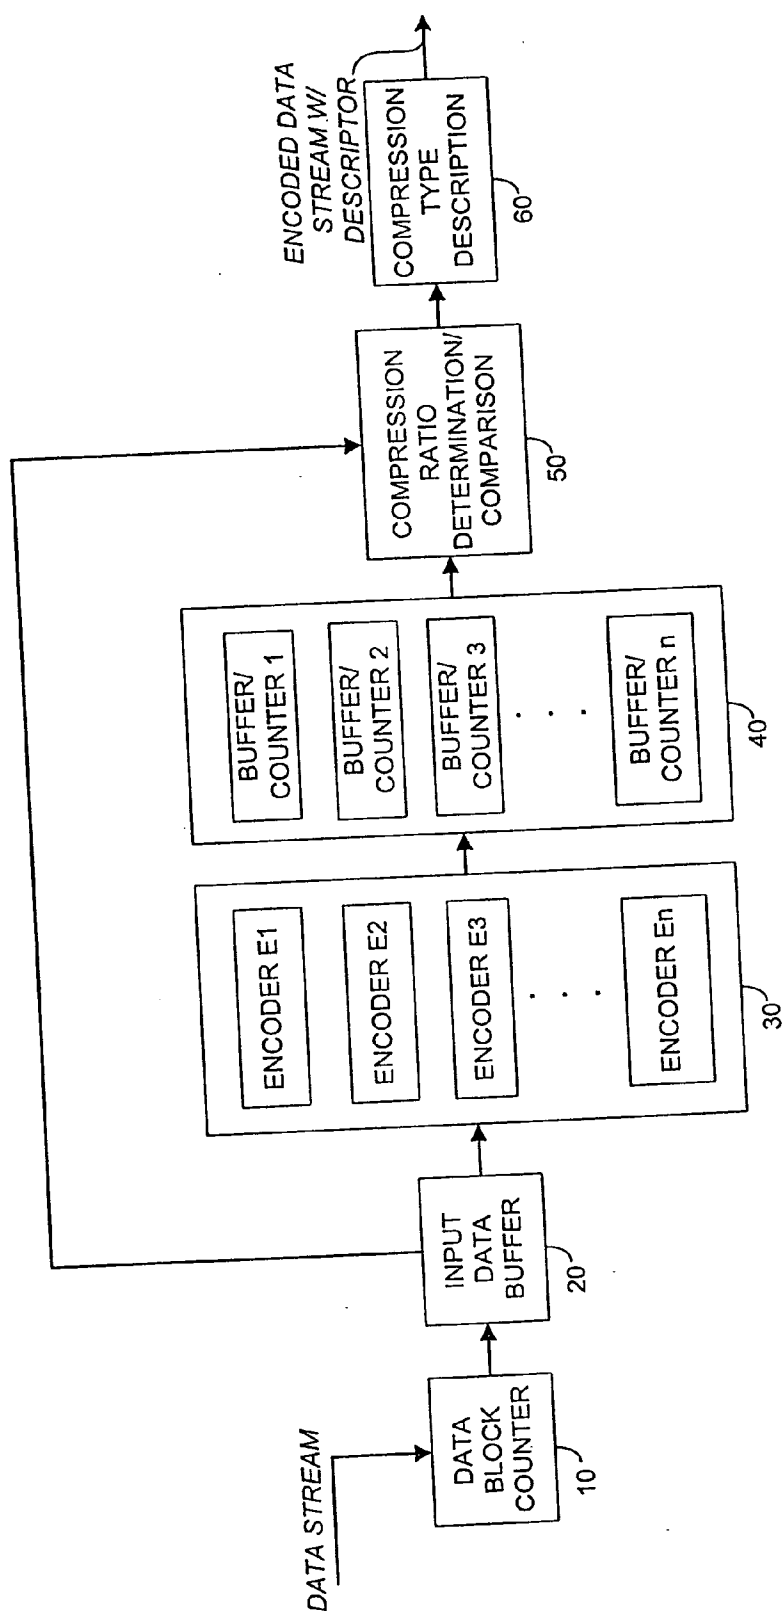 DATA STREAM
DATA
BLOCK
COUNTER
10
INPUT
DATA
BUFFER
20
ENCODER E1
ENCODER E2
ENCODER E3
. . .
ENCODER En
30
BUFFER/
COUNTER 1
BUFFER/
COUNTER 2
BUFFER/
COUNTER 3
. . .
BUFFER/
COUNTER n
40
COMPRESSION
RATIO
DETERMINATION/
COMPARISON
50
COMPRESSION
TYPE
DESCRIPTION
60
ENCODED DATA
STREAM W/
DESCRIPTOR